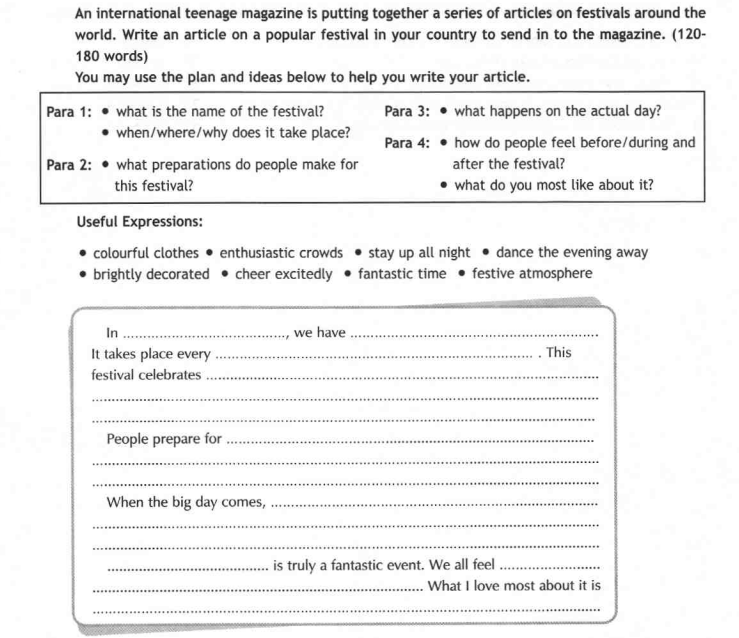 An international teenage magazine is putting together a series of articles on festivals around the
world. Write an article on a popular festival in your country to send in to the magazine. (120-
180 words)
You may use the plan and ideas below to help you write your article.
Para 1: • what is the name of the festival?
• when/where/why does it take place?
Para 2: • what preparations do people make for
this festival?
Para 3: • what happens on the actual day?
Para 4: • how do people feel before/during and
after the festival?
• what do you most like about it?
Useful Expressions:
• colourful clothes • enthusiastic crowds • stay up all night • dance the evening away
• brightly decorated • cheer excitedly • fantastic time • festive atmosphere
In ......................................, we have ..........................................................
It takes place every .......................................................................... . This
festival celebrates ...........................................................................................
....................................................................................................................
....................................................................................................................
People prepare for .....................................................................................
....................................................................................................................
....................................................................................................................
When the big day comes, ............................................................................
....................................................................................................................
....................................................................................................................
..................................... is truly a fantastic event. We all feel .......................
............................................................................. What I love most about it is
....................................................................................................................